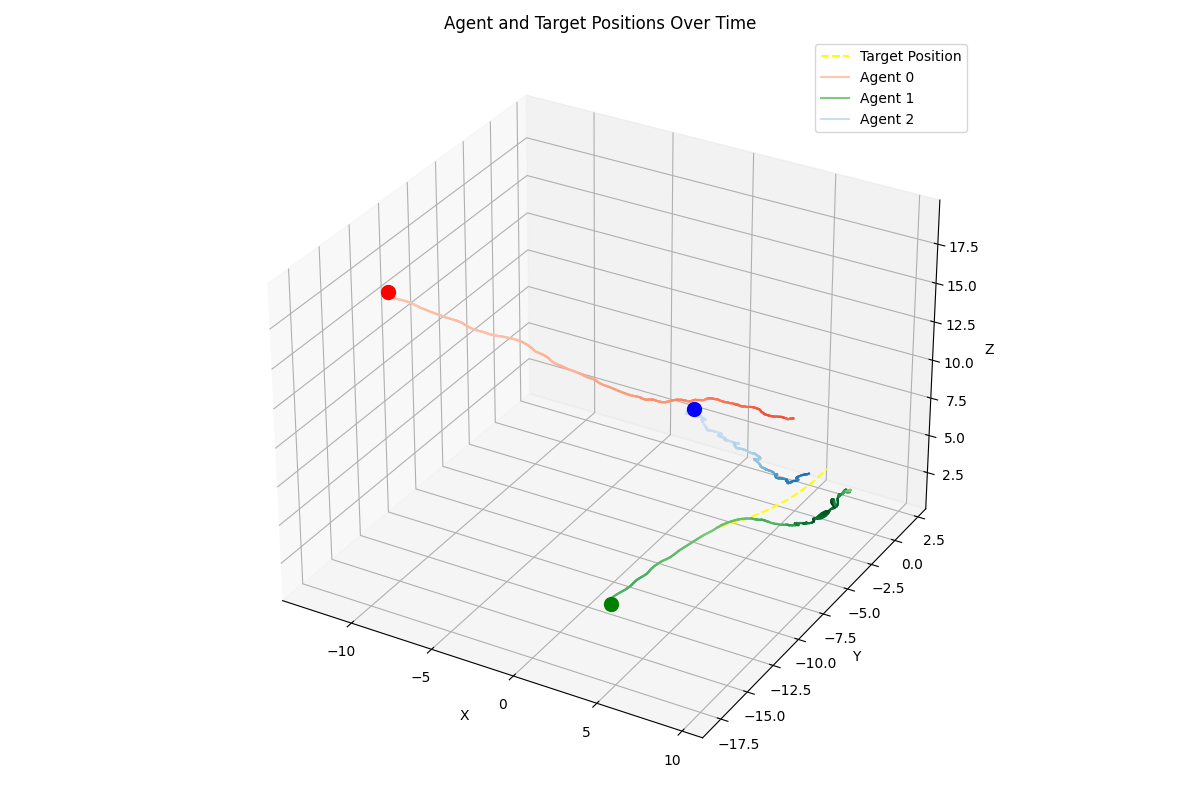 Agent and Target Positions Over Time
Target Position
Agent 0
Agent 1
Agent 2
17.5
15.0
12.5
10.0
7.5
5.0
2.5
Z
2.5
0.0
−2.5
−5.0
−7.5
−10.0
−12.5
−15.0
−17.5
Y
−10
−5
0
5
10
X